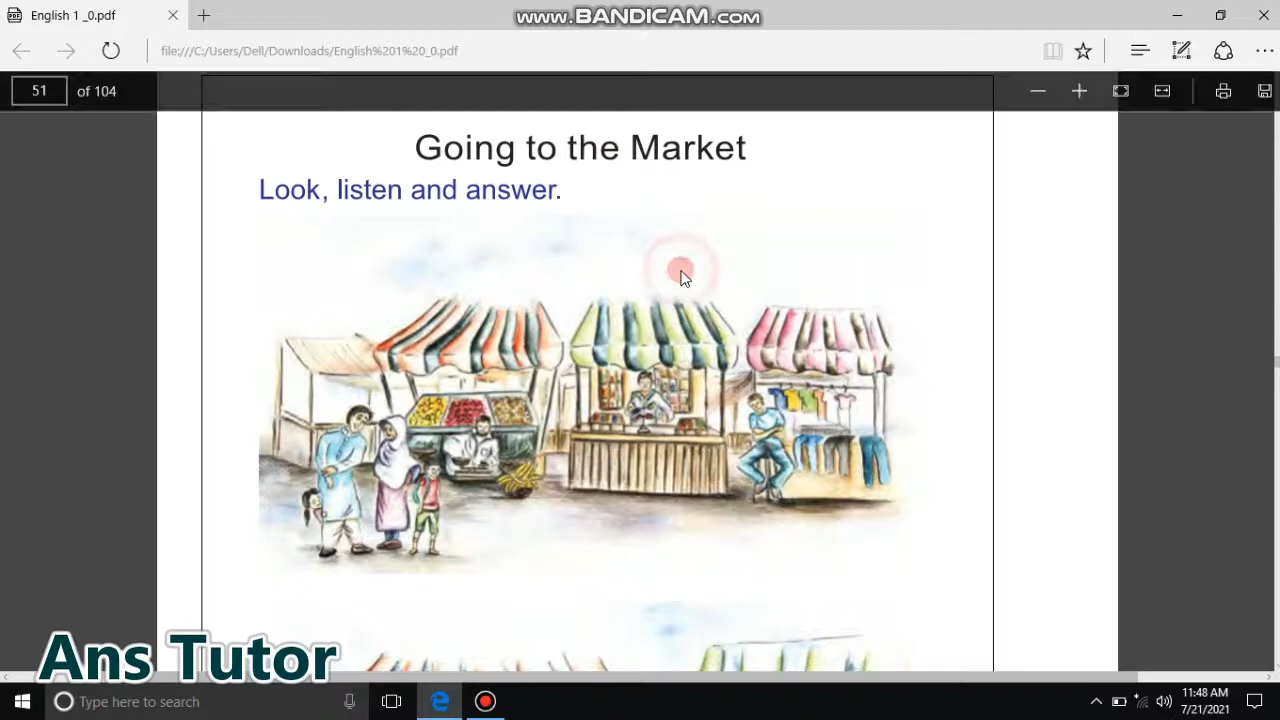 English 1 _0.pdf
www.BANDICAM.com
file:///C:/Users/Dell/Downloads/English%201%20_0.pdf
51 of 104
Going to the Market
Look, listen and answer.
Ans Tutor
Type here to search
11:48 AM
7/21/2021